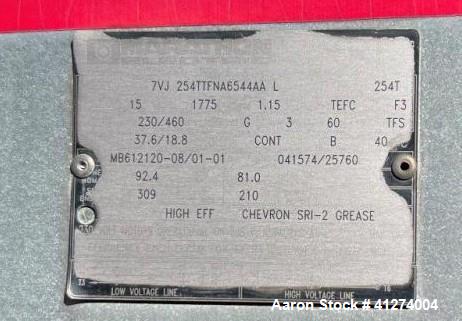 7VJ 254TTFNA6544AA L 254T
15 1775 1.15 TEFC F3
230/460 G 3 60 TFS
37.6/18.8 CONT B 40
MB612120-08/01-01 041574/25760
92.4 81.0
309 210
HIGH EFF CHEVRON SRI-2 GREASE
LOW VOLTAGE LINE HIGH VOLTAGE LINE
Aaron Stock # 41274004